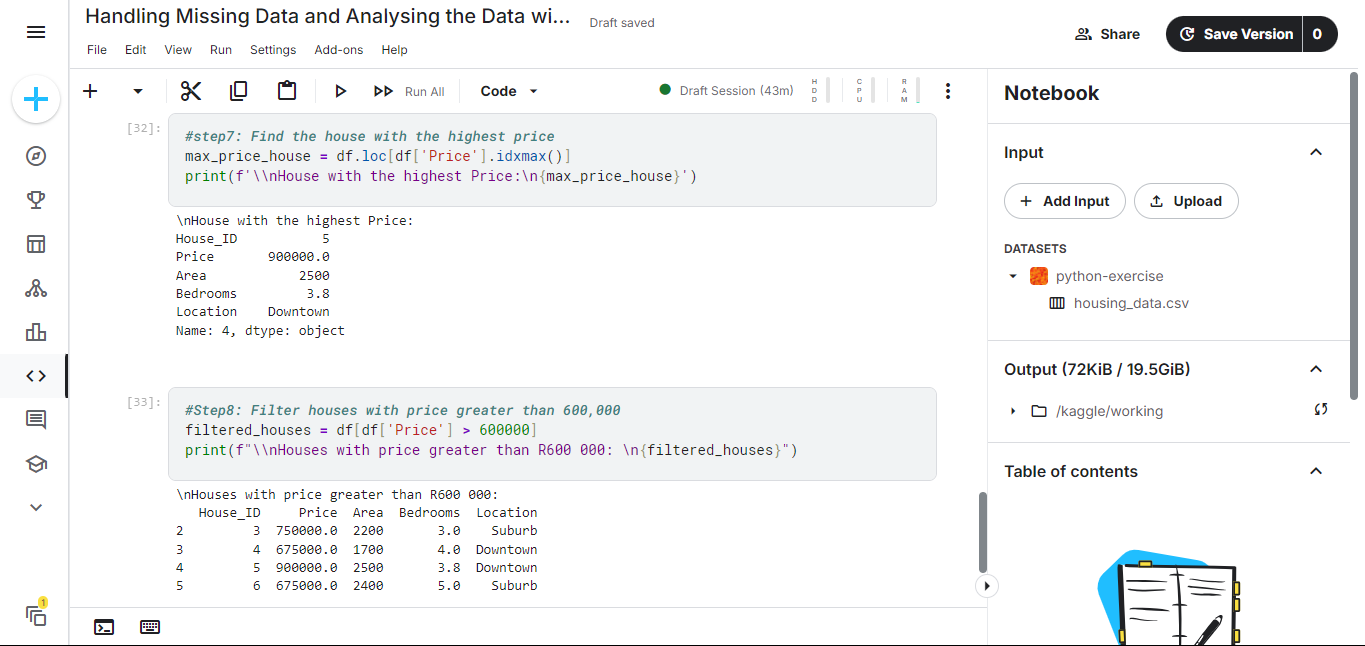 Handling Missing Data and Analysing the Data wi...
Draft saved
File Edit View Run Settings Add-ons Help
Share
Save Version 0
Run All
Code
Draft Session (43m)
HDD
CPU
RAM
[32]:
#step7: Find the house with the highest price
max_price_house = df.loc[df['Price'].idxmax()]
print(f'\\nHouse with the highest Price:\n{max_price_house}')
\nHouse with the highest Price:
House_ID 5
Price 900000.0
Area 2500
Bedrooms 3.8
Location Downtown
Name: 4, dtype: object
[33]:
#Step8: Filter houses with price greater than 600,000
filtered_houses = df[df['Price'] > 600000]
print(f"\\nHouses with price greater than R600 000: \n{filtered_houses}")
\nHouses with price greater than R600 000:
House_ID Price Area Bedrooms Location
2 3 750000.0 2200 3.0 Suburb
3 4 675000.0 1700 4.0 Downtown
4 5 900000.0 2500 3.8 Downtown
5 6 675000.0 2400 5.0 Suburb
1
Notebook
Input
Add Input
Upload
DATASETS
python-exercise
housing_data.csv
Output (72KiB / 19.5GiB)
/kaggle/working
Table of contents